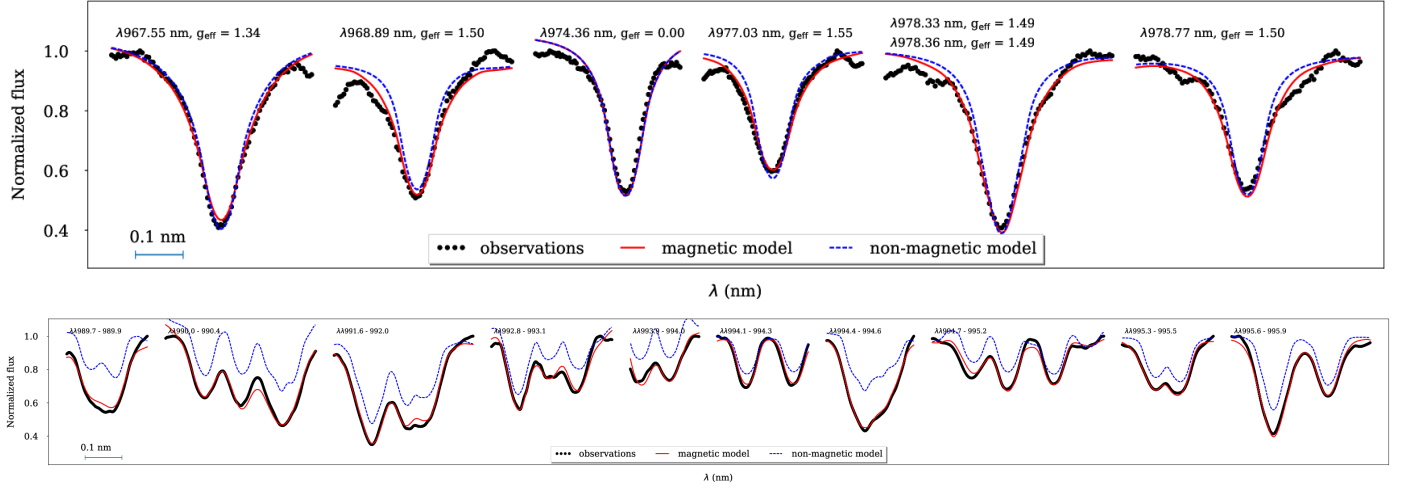 λ967.55 nm, g_eff = 1.34
λ968.89 nm, g_eff = 1.50
λ974.36 nm, g_eff = 0.00
λ977.03 nm, g_eff = 1.55
λ978.33 nm, g_eff = 1.49
λ978.36 nm, g_eff = 1.49
λ978.77 nm, g_eff = 1.50
1.0
0.8
0.6
0.4
Normalized flux
0.1 nm
observations
magnetic model
non-magnetic model
λ (nm)
λλ989.7 - 989.9
λλ990.0 - 990.4
λλ991.6 - 992.0
λλ992.8 - 993.1
λλ993.9 - 994.0
λλ994.1 - 994.3
λλ994.4 - 994.6
λλ994.7 - 995.2
λλ995.3 - 995.5
λλ995.6 - 995.9
1.0
0.8
0.6
0.4
Normalized flux
0.1 nm
observations
magnetic model
non-magnetic model
λ (nm)